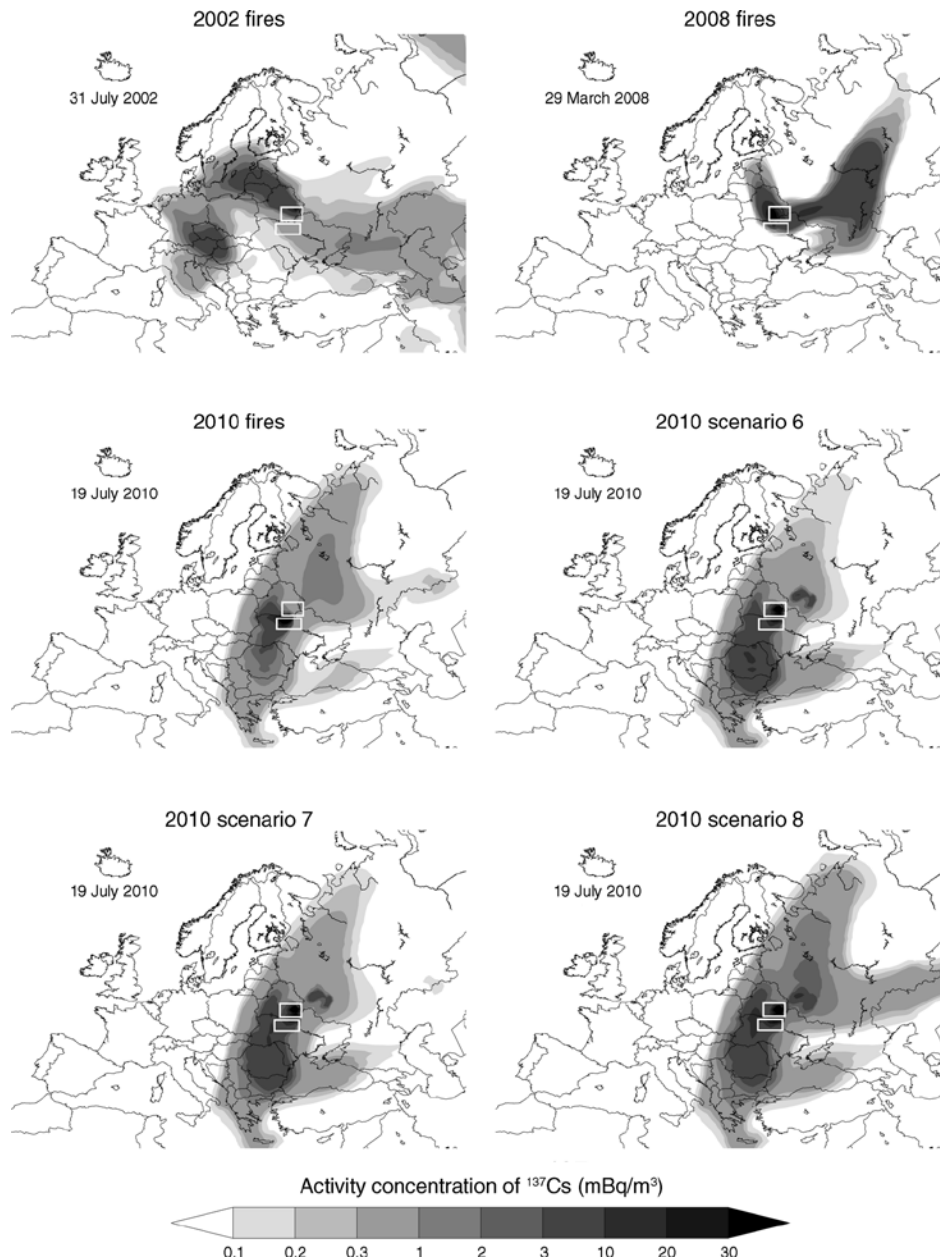 2002 fires
2008 fires
31 July 2002
29 March 2008
2010 fires
2010 scenario 6
19 July 2010
19 July 2010
2010 scenario 7
2010 scenario 8
19 July 2010
19 July 2010
Activity concentration of ¹³⁷Cs (mBq/m³)
0.1 0.2 0.3 1 2 3 10 20 30